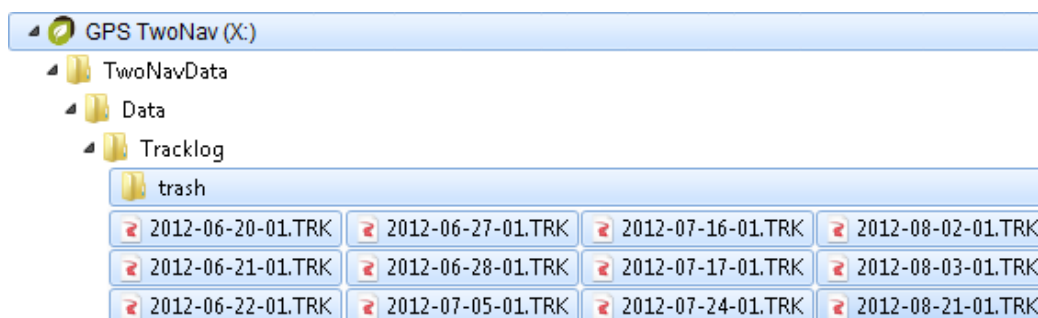 GPS TwoNav (X:)
TwoNavData
Data
Tracklog
trash
2012-06-20-01.TRK 2012-06-27-01.TRK 2012-07-16-01.TRK 2012-08-02-01.TRK
2012-06-21-01.TRK 2012-06-28-01.TRK 2012-07-17-01.TRK 2012-08-03-01.TRK
2012-06-22-01.TRK 2012-07-05-01.TRK 2012-07-24-01.TRK 2012-08-21-01.TRK